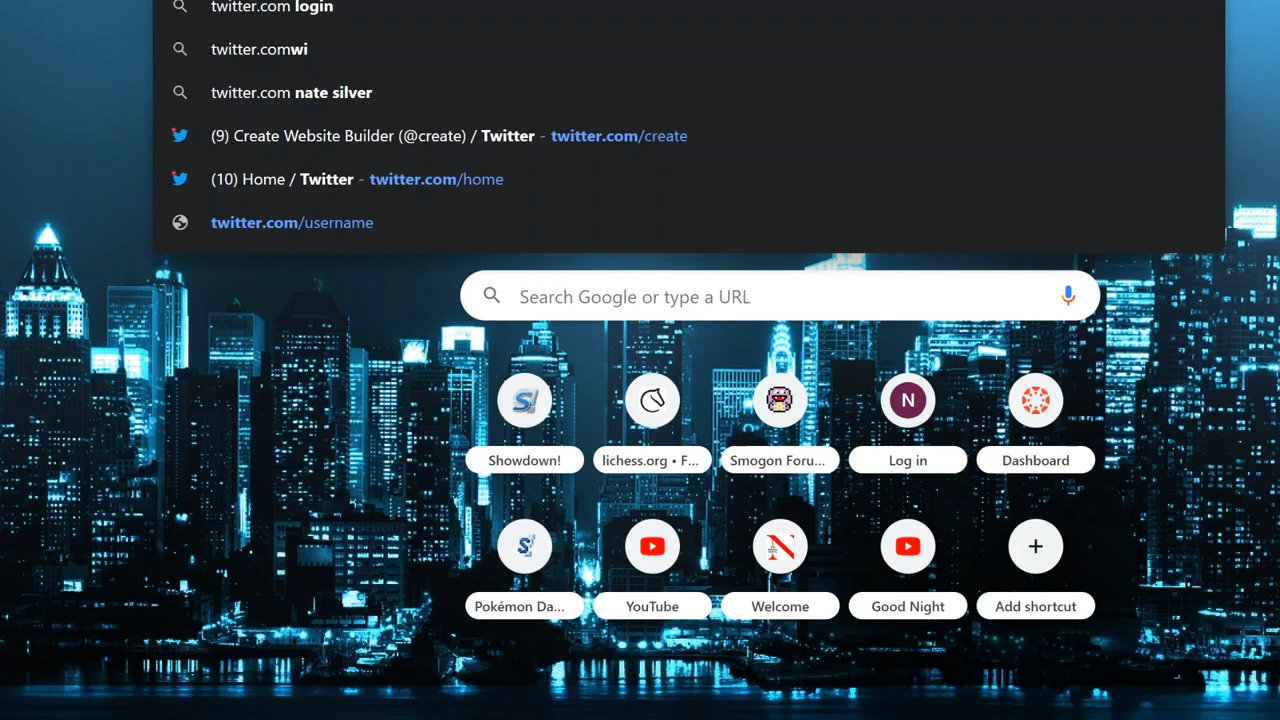 twitter.com login
twitter.comwi
twitter.com nate silver
(9) Create Website Builder (@create) / Twitter - twitter.com/create
(10) Home / Twitter - twitter.com/home
twitter.com/username
Search Google or type a URL
N
Showdown!
lichess.org • F...
Smogon Foru...
Log in
Dashboard
Pokémon Da...
YouTube
Welcome
Good Night
Add shortcut